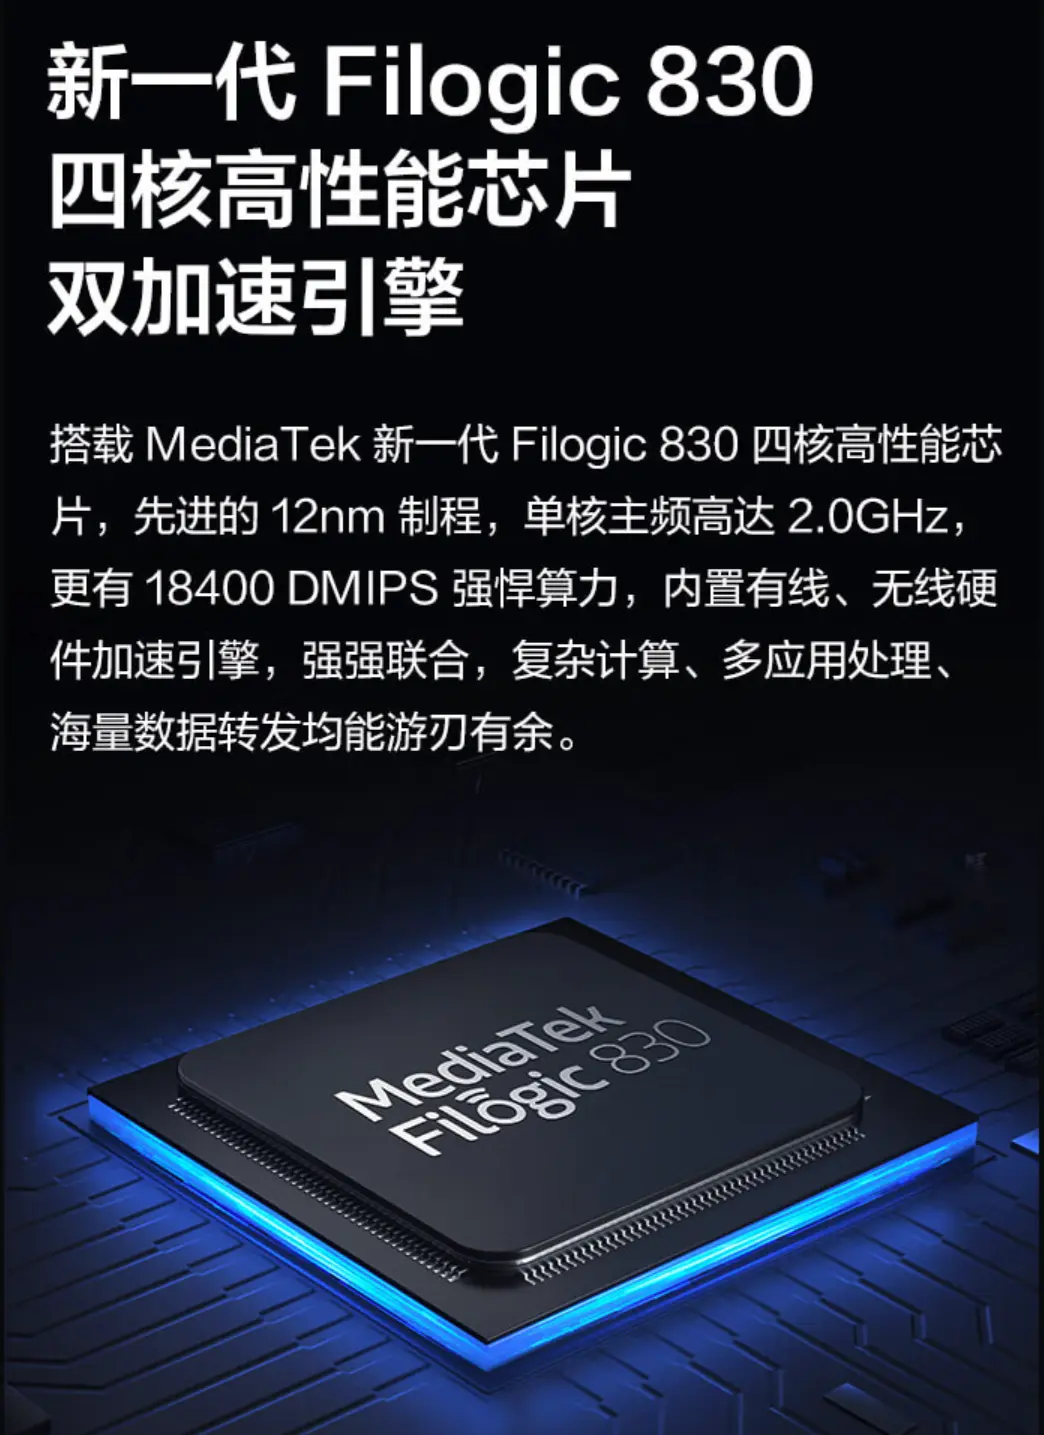 新一代 Filogic 830
四核高性能芯片
双加速引擎
搭载 MediaTek 新一代 Filogic 830 四核高性能芯
片，先进的 12nm 制程，单核主频高达 2.0GHz，
更有 18400 DMIPS 强悍算力，内置有线、无线硬
件加速引擎，强强联合，复杂计算、多应用处理、
海量数据转发均能游刃有余。
MediaTek
Filogic 830